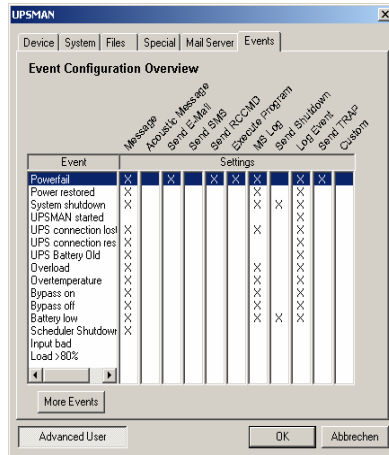 UPSMAN
Device System Files Special Mail Server Events
Event Configuration Overview
Message Acoustic Message Send E-Mail Send SMS Send RCCMD Execute Program MS Log Send Shutdown Log Event Send TRAP Custom
Event Settings
Powerfail X X X X X X X
Power restored X X X
System shutdown X X X X
UPSMAN started X
UPS connection lost X X X
UPS connection res X X
UPS Battery Old X X
Overload X X X
Overtemperature X X X
Bypass on X X X
Bypass off X X X
Battery low X X X X
Scheduler Shutdown X
Input bad
Load >80%
More Events
Advanced User OK Abbrechen